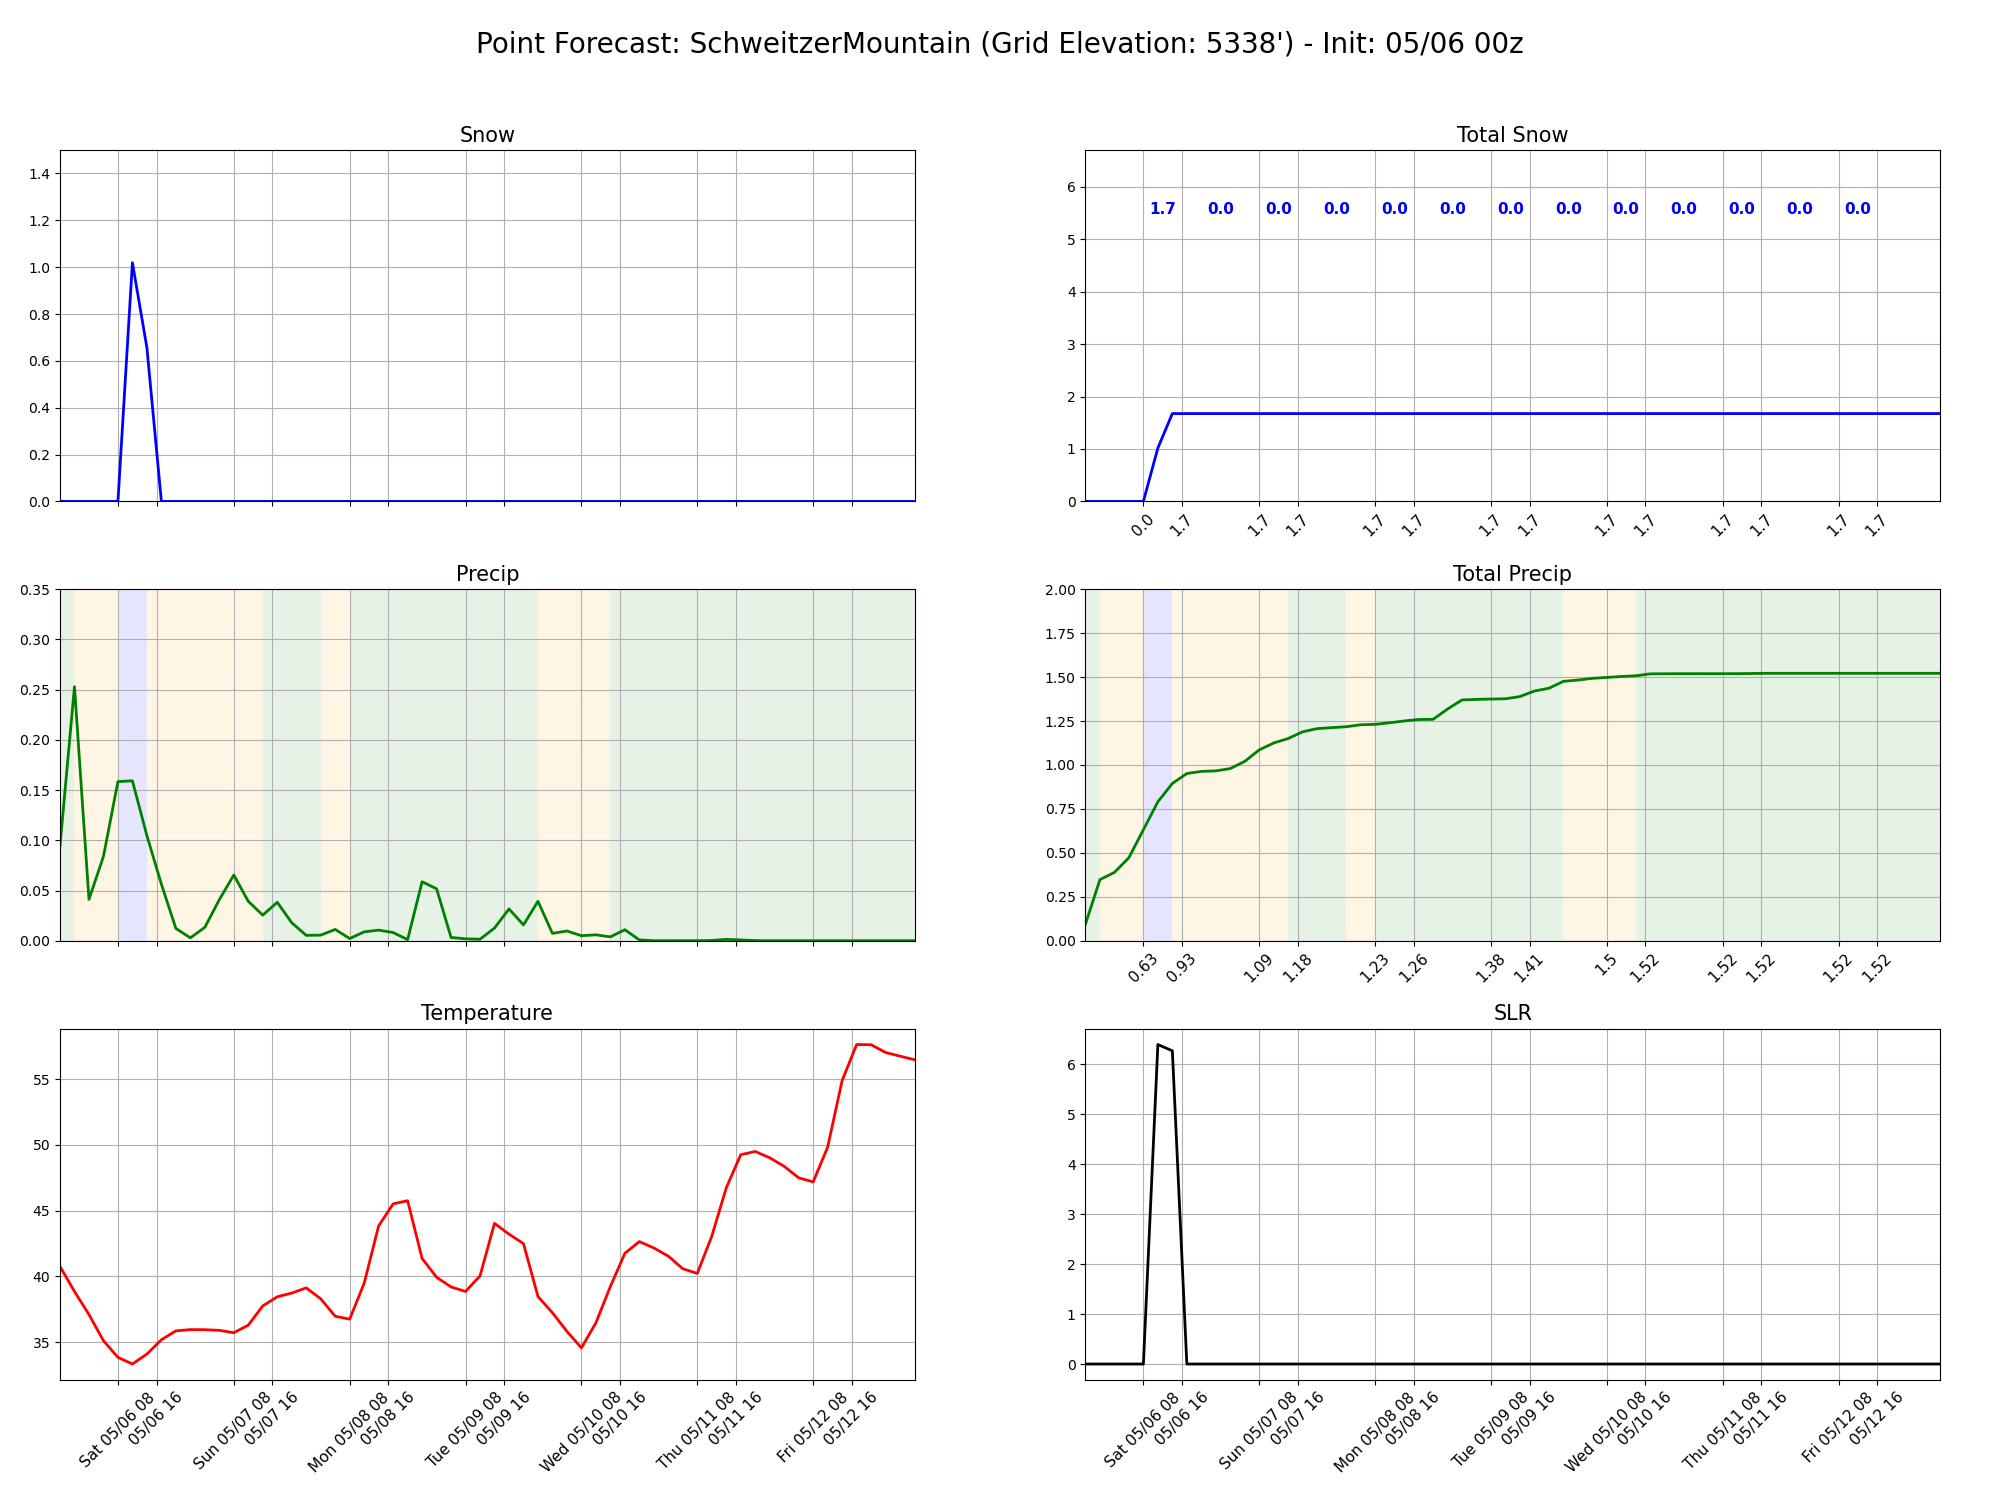 Point Forecast: SchweitzerMountain (Grid Elevation: 5338') - Init: 05/06 00z
Snow
1.4
1.2
1.0
0.8
0.6
0.4
0.2
0.0
Total Snow
6
5
4
3
2
1
0
1.7 0.0 0.0 0.0 0.0 0.0 0.0 0.0 0.0 0.0 0.0 0.0 0.0
0.0 1.7 1.7 1.7 1.7 1.7 1.7 1.7 1.7 1.7 1.7 1.7 1.7 1.7
Precip
0.35
0.30
0.25
0.20
0.15
0.10
0.05
0.00
Total Precip
2.00
1.75
1.50
1.25
1.00
0.75
0.50
0.25
0.00
0.63 0.93 1.09 1.18 1.23 1.26 1.38 1.41 1.5 1.52 1.52 1.52 1.52 1.52
Temperature
55
50
45
40
35
Sat 05/06 08
05/06 16
Sun 05/07 08
05/07 16
Mon 05/08 08
05/08 16
Tue 05/09 08
05/09 16
Wed 05/10 08
05/10 16
Thu 05/11 08
05/11 16
Fri 05/12 08
05/12 16
SLR
6
5
4
3
2
1
0
Sat 05/06 08
05/06 16
Sun 05/07 08
05/07 16
Mon 05/08 08
05/08 16
Tue 05/09 08
05/09 16
Wed 05/10 08
05/10 16
Thu 05/11 08
05/11 16
Fri 05/12 08
05/12 16